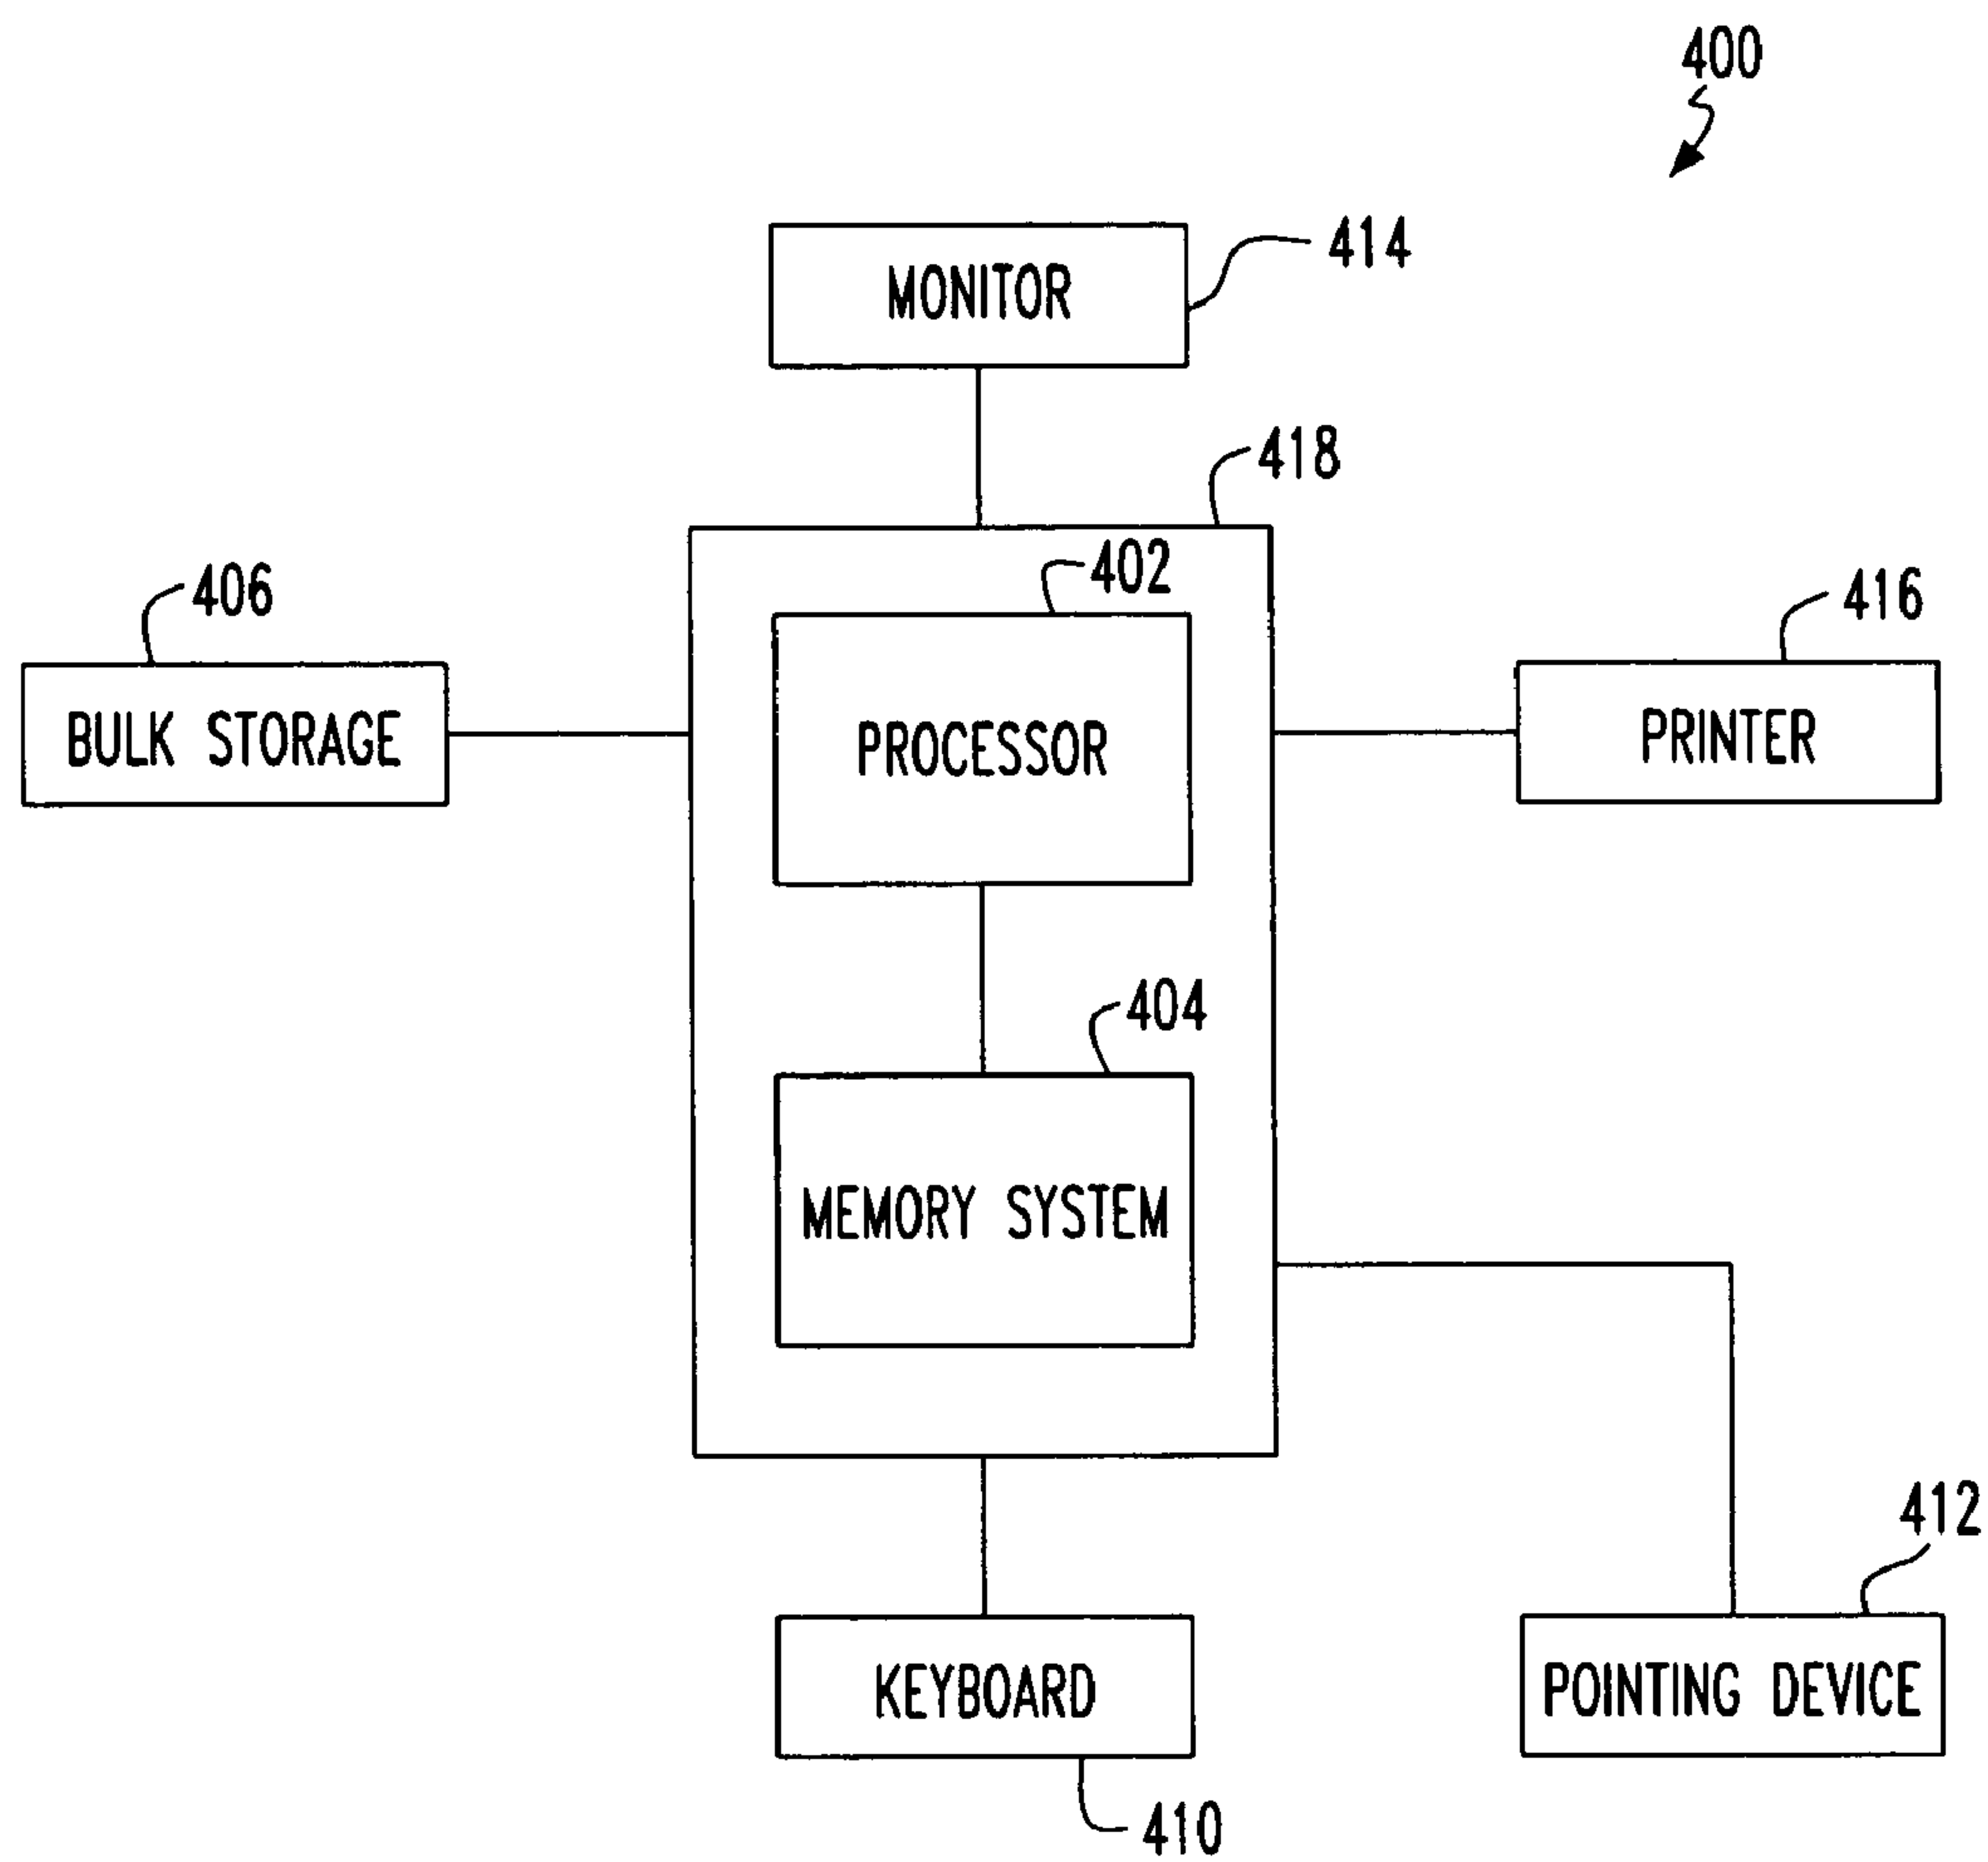 400
MONITOR
414
418
406
402
416
BULK STORAGE
PROCESSOR
PRINTER
404
MEMORY SYSTEM
412
KEYBOARD
POINTING DEVICE
410